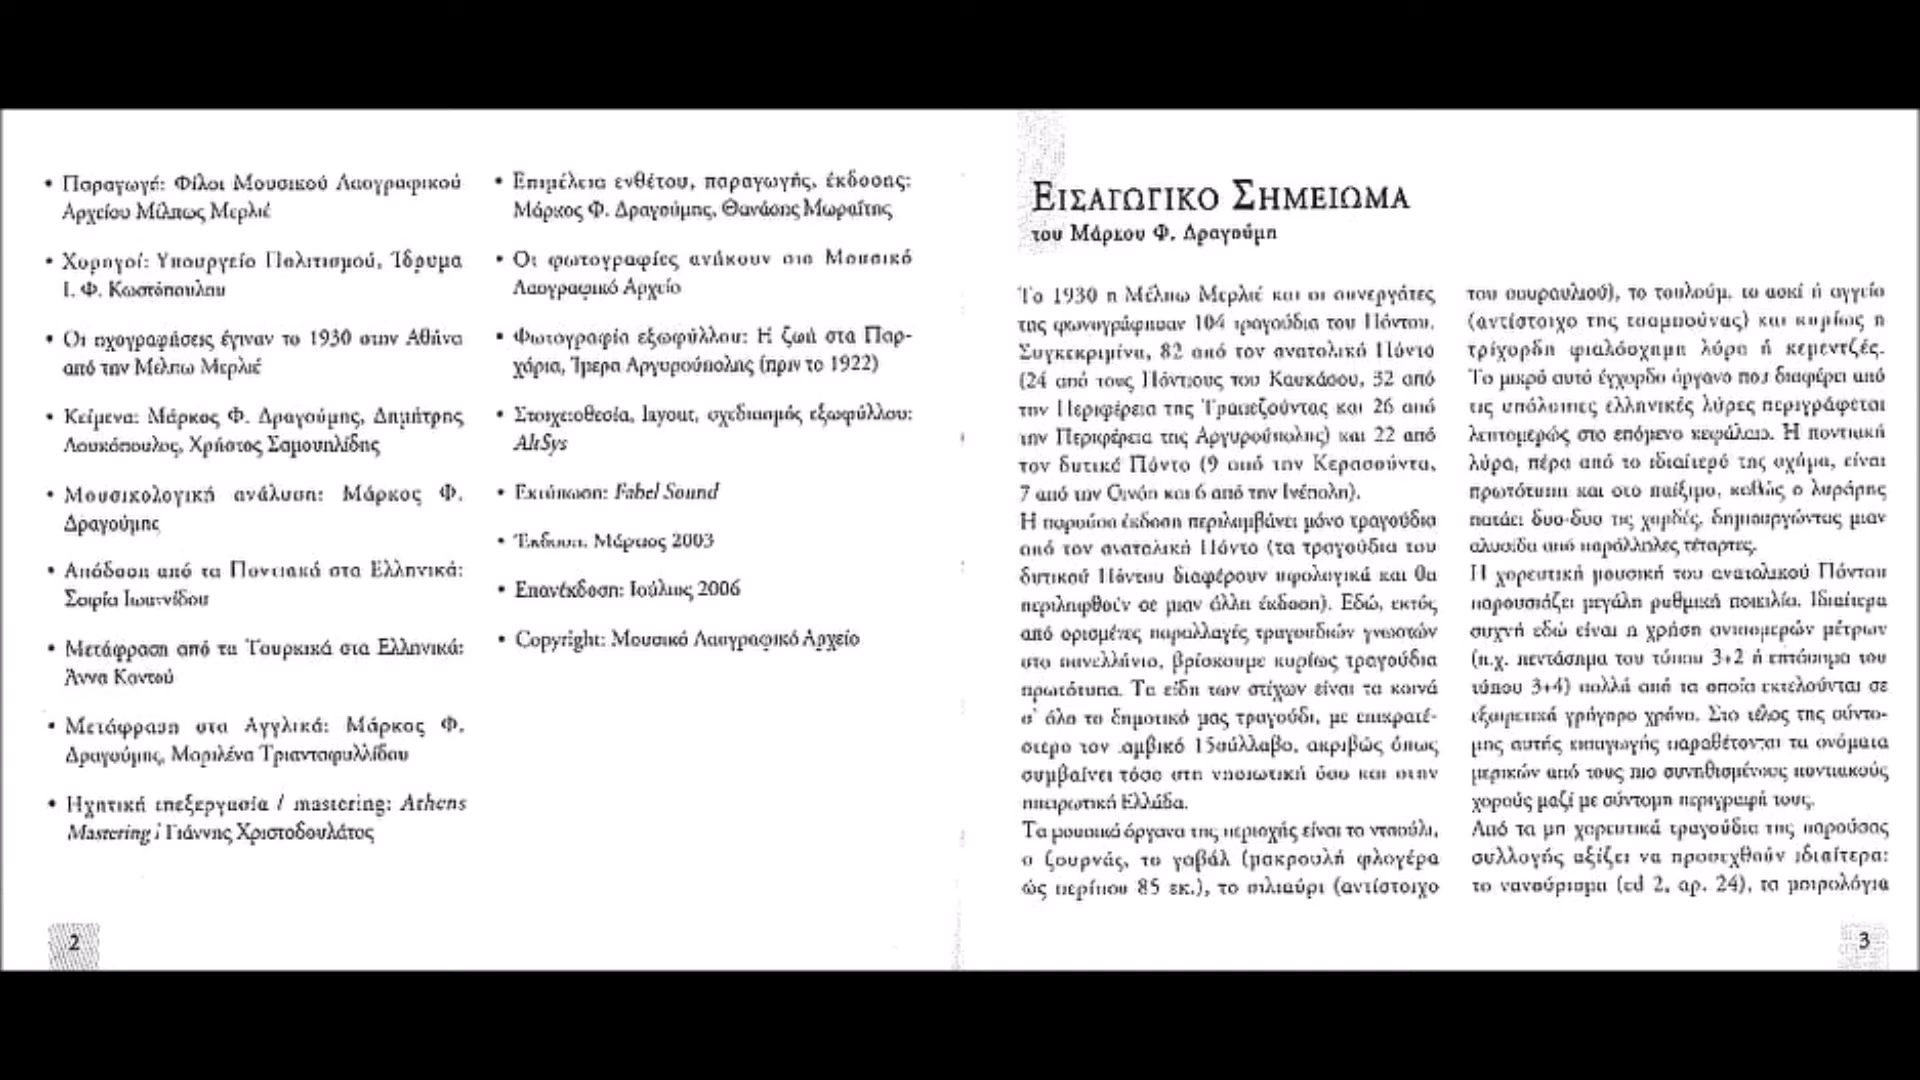 • Παραγωγή: Φίλοι Μουσικού Λαογραφικού
Αρχείου Μέλπως Μερλιέ
• Χορηγοί: Υπουργείο Πολιτισμού, Ίδρυμα
Ι. Φ. Κωστόπουλου
• Οι ηχογραφήσεις έγιναν το 1930 στην Αθήνα
από την Μέλπω Μερλιέ
• Κείμενα: Μάρκος Φ. Δραγούμης, Δημήτρης
Λουκόπουλος, Χρήστος Σαμουηλίδης
• Μουσικολογική ανάλυση: Μάρκος Φ.
Δραγούμης
• Απόδοση από τα Ποντιακά στα Ελληνικά:
Σοφία Ιωαννίδου
• Μετάφραση από τα Τουρκικά στα Ελληνικά:
Άννα Κοντού
• Μετάφραση στα Αγγλικά: Μάρκος Φ.
Δραγούμης, Μαριλένα Τριανταφυλλίδου
• Ηχητική επεξεργασία / mastering: Athens
Mastering / Γιάννης Χριστοδουλάτος
2
• Επιμέλεια ενθέτου, παραγωγής, έκδοσης:
Μάρκος Φ. Δραγούμης, Θανάσης Μωραΐτης
• Οι φωτογραφίες ανήκουν στο Μουσικό
Λαογραφικό Αρχείο
• Φωτογραφία εξωφύλλου: Η ζωή στα Παρ-
χάρια, Ίμερα Αργυρούπολης (πριν το 1922)
• Στοιχειοθεσία, layout, σχεδιασμός εξωφύλλου:
AltSys
• Εκτύπωση: Fabel Sound
• Έκδοση: Μάρτιος 2003
• Επανέκδοση: Ιούλιος 2006
• Copyright: Μουσικό Λαογραφικό Αρχείο
ΕΙΣΑΓΩΓΙΚΟ ΣΗΜΕΙΩΜΑ
του Μάρκου Φ. Δραγούμη
Το 1930 η Μέλπω Μερλιέ και οι συνεργάτες
της φωνογράφησαν 104 τραγούδια του Πόντου.
Συγκεκριμένα, 82 από τον ανατολικό Πόντο
(24 από τους Πόντιους του Καυκάσου, 32 από
την Περιφέρεια της Τραπεζούντας και 26 από
την Περιφέρεια της Αργυρούπολης) και 22 από
τον δυτικό Πόντο (9 από την Κερασούντα,
7 από την Οινόη και 6 από την Ινέπολη).
Η παρούσα έκδοση περιλαμβάνει μόνο τραγούδια
από τον ανατολικό Πόντο (τα τραγούδια του
δυτικού Πόντου διαφέρουν υφολογικά και θα
περιληφθούν σε μιαν άλλη έκδοση). Εδώ, εκτός
από ορισμένες παραλλαγές τραγουδιών γνωστών
στο πανελλήνιο, βρίσκουμε κυρίως τραγούδια
πρωτότυπα. Τα είδη των στίχων είναι τα κοινά
σ' όλο το δημοτικό μας τραγούδι, με επικρατέ-
στερο τον ιαμβικό 15σύλλαβο, ακριβώς όπως
συμβαίνει τόσο στη νησιωτική όσο και στην
ηπειρωτική Ελλάδα.
Τα μουσικά όργανα της περιοχής είναι το νταούλι,
ο ζουρνάς, το γαβάλ (μακρουλή φλογέρα
ώς περίπου 85 εκ.), το σιλιαύρι (αντίστοιχο
του σουραυλιού), το τουλούμ, το ασκί ή αγγείο
(αντίστοιχο της τσαμπούνας) και κυρίως η
τρίχορδη φιαλόσχημη λύρα ή κεμεντζές.
Το μικρό αυτό έγχορδο όργανο που διαφέρει από
τις υπόλοιπες ελληνικές λύρες περιγράφεται
λεπτομερώς στο επόμενο κεφάλαιο. Η ποντιακή
λύρα, πέρα από το ιδιαίτερό της σχήμα, είναι
πρωτότυπη και στο παίξιμο, καθώς ο λυράρης
πατάει δυο-δυο τις χορδές, δημιουργώντας μιαν
αλυσίδα από παράλληλες τέταρτες.
Η χορευτική μουσική του ανατολικού Πόντου
παρουσιάζει μεγάλη ρυθμική ποικιλία. Ιδιαίτερα
συχνή εδώ είναι η χρήση ανισομερών μέτρων
(π.χ. πεντάσημα του τύπου 3+2 ή επτάσημα του
τύπου 3+4) πολλά από τα οποία εκτελούνται σε
εξαιρετικά γρήγορο χρόνο. Στο τέλος της σύντο-
μης αυτής εισαγωγής παραθέτονται τα ονόματα
μερικών από τους πιο συνηθισμένους ποντιακούς
χορούς μαζί με σύντομη περιγραφή τους.
Από τα μη χορευτικά τραγούδια της παρούσας
συλλογής αξίζει να προσεχθούν ιδιαίτερα:
το νανούρισμα (cd 2, αρ. 24), τα μοιρολόγια
3